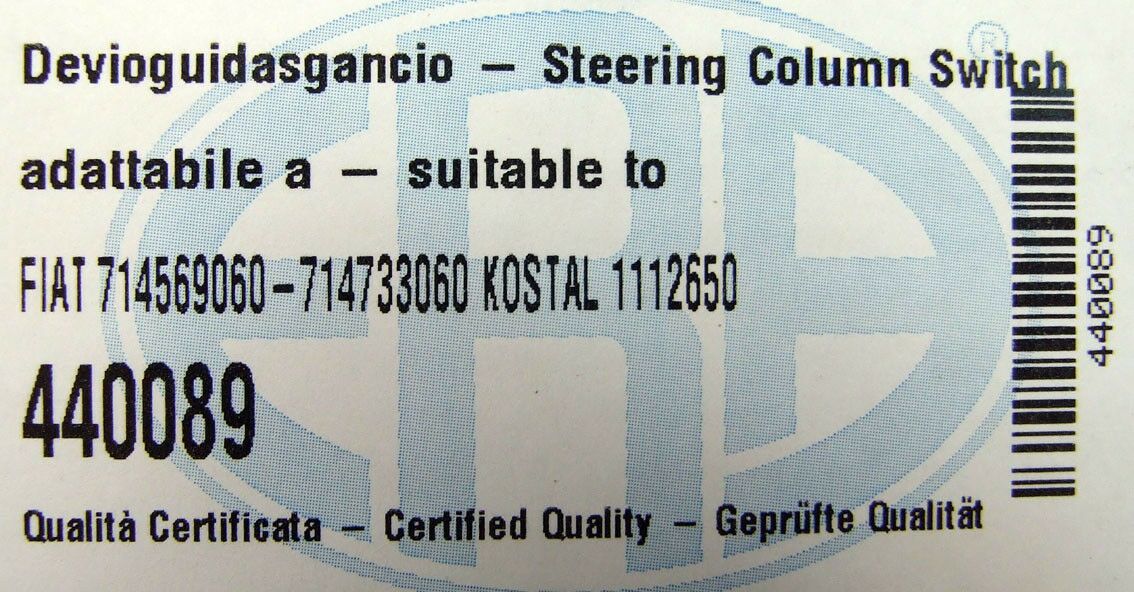 Devioguidasgancio – Steering Column Switch
adattabile a – suitable to
FIAT 714569060-714733060 KOSTAL 1112650
440089
Qualità Certificata – Certified Quality – Geprüfte Qualität
440089
ERA
®